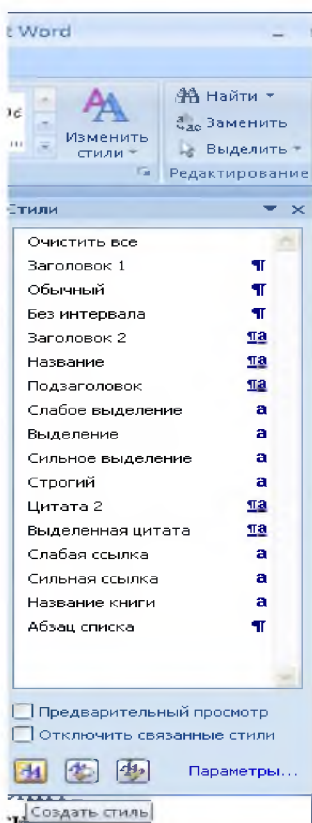 t Word
Найти
Заменить
Изменить стили
Выделить
Редактирование
Стили
Очистить все
Заголовок 1 ¶
Обычный ¶
Без интервала ¶
Заголовок 2 ¶a
Название ¶a
Подзаголовок ¶a
Слабое выделение a
Выделение a
Сильное выделение a
Строгий a
Цитата 2 ¶a
Выделенная цитата ¶a
Слабая ссылка a
Сильная ссылка a
Название книги a
Абзац списка ¶
Предварительный просмотр
Отключить связанные стили
Параметры...
Создать стиль